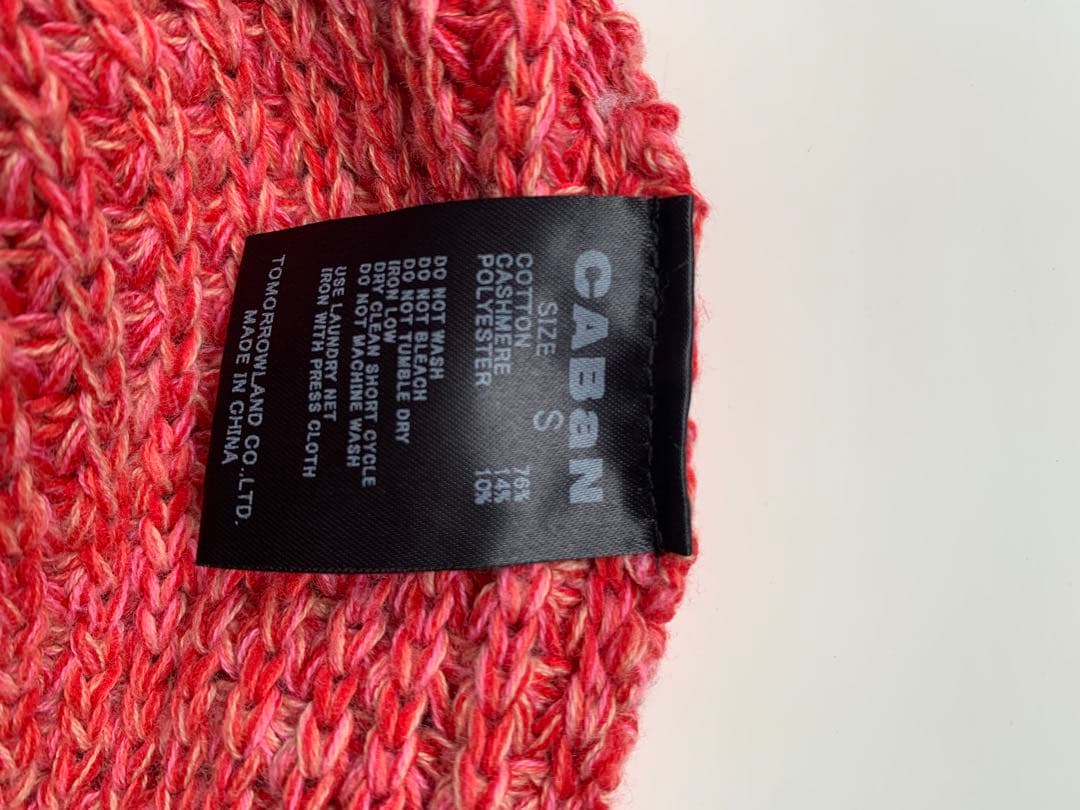 CABaN
SIZE S
COTTON 76%
CASHMERE 14%
POLYESTER 10%
DO NOT WASH
DO NOT BLEACH
DO NOT TUMBLE DRY
IRON LOW
DRY CLEAN SHORT CYCLE
DO NOT MACHINE WASH
USE LAUNDRY NET
IRON WITH PRESS CLOTH
TOMORROWLAND CO.,LTD.
MADE IN CHINA